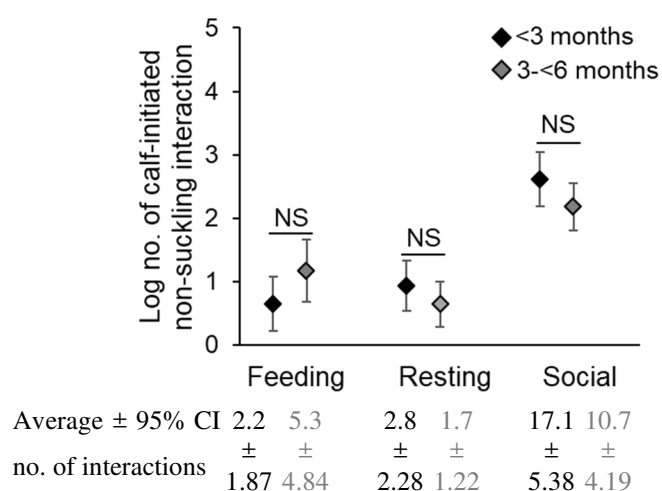 5
<3 months
3-<6 months
4
NS
3
2
NS
NS
1
0
Log no. of calf-initiated
non-suckling interaction
Feeding Resting Social
Average ± 95% CI 2.2 5.3 2.8 1.7 17.1 10.7
± ± ± ± ± ±
no. of interactions
1.87 4.84 2.28 1.22 5.38 4.19